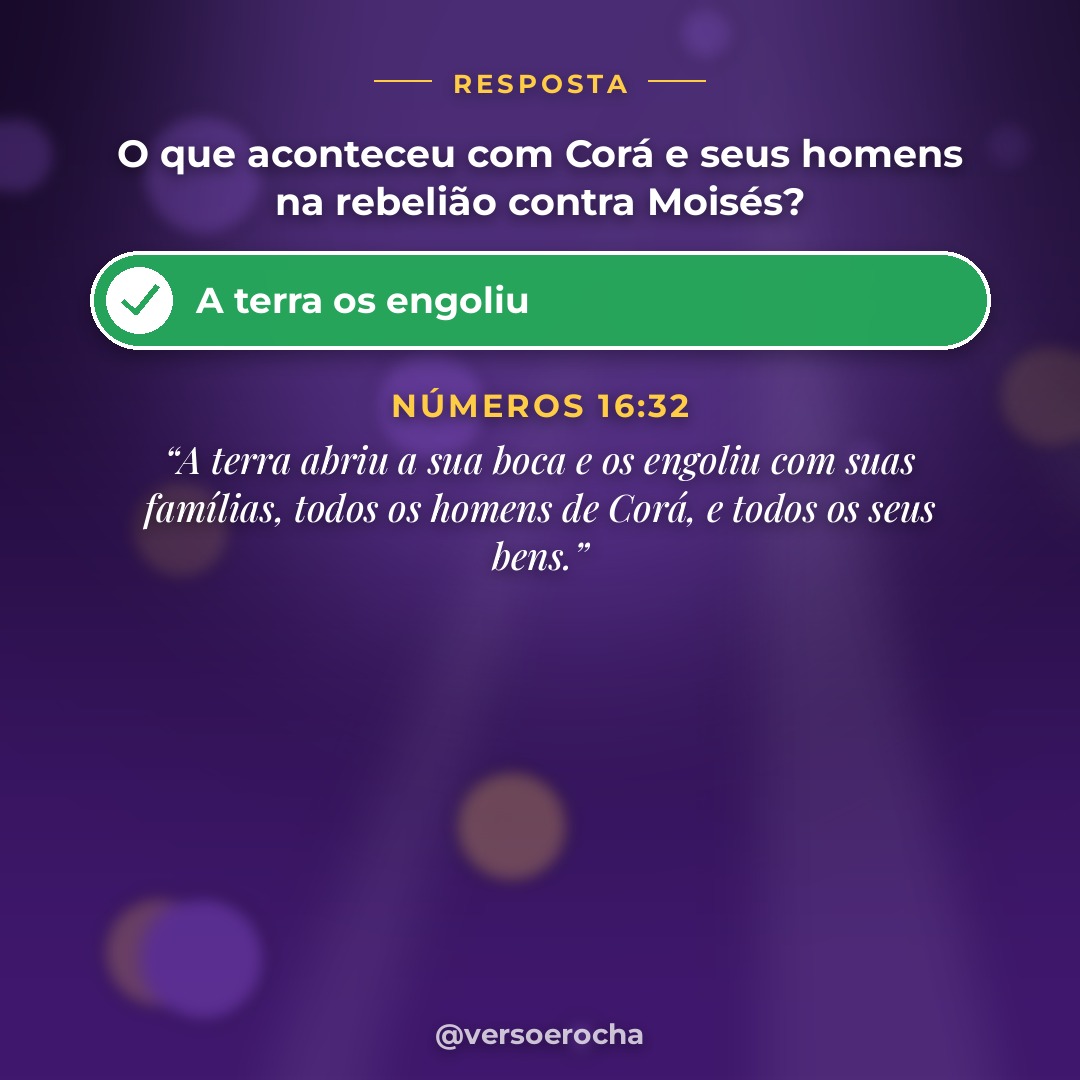 RESPOSTA
O que aconteceu com Corá e seus homens
na rebelião contra Moisés?
A terra os engoliu
NÚMEROS 16:32
“A terra abriu a sua boca e os engoliu com suas
famílias, todos os homens de Corá, e todos os seus
bens.”
@versoerocha